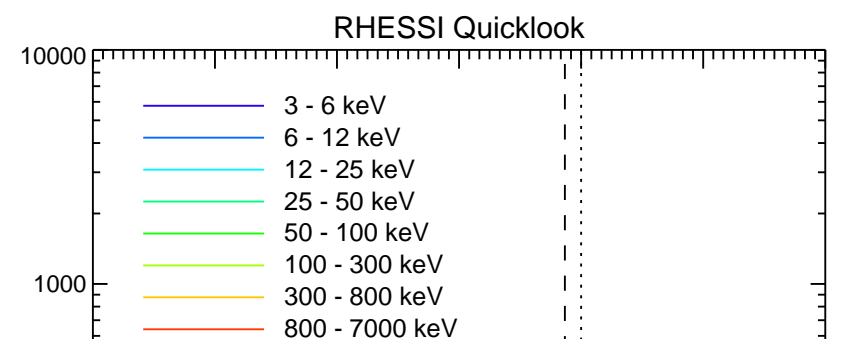 RHESSI Quicklook
10000
3 - 6 keV
6 - 12 keV
12 - 25 keV
25 - 50 keV
50 - 100 keV
100 - 300 keV
1000
300 - 800 keV
800 - 7000 keV